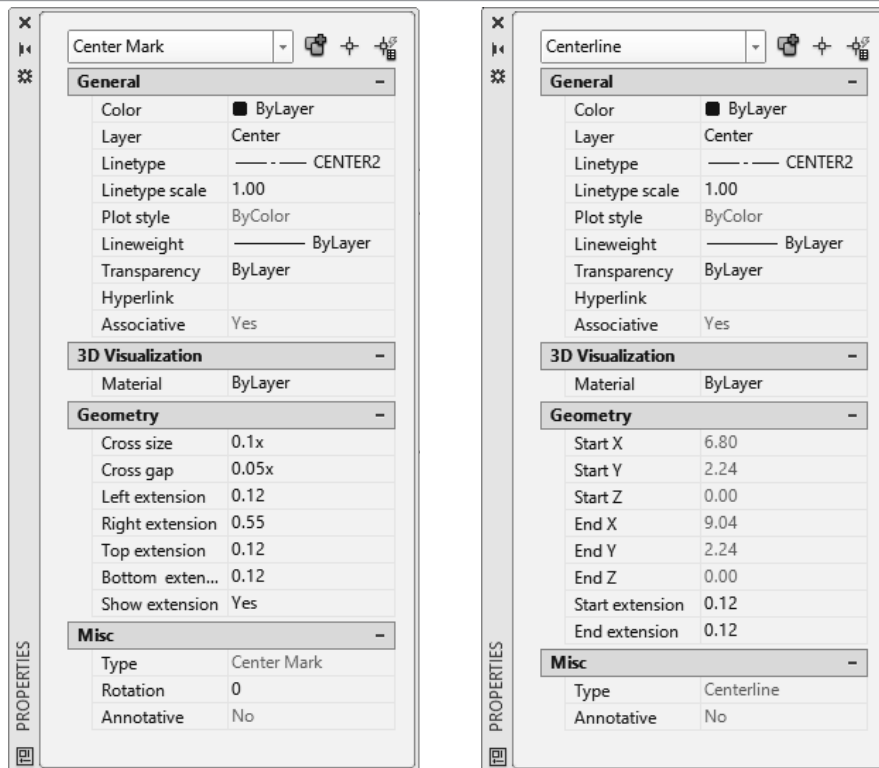 Center Mark
General
Color ByLayer
Layer Center
Linetype CENTER2
Linetype scale 1.00
Plot style ByColor
Lineweight ByLayer
Transparency ByLayer
Hyperlink
Associative Yes
3D Visualization
Material ByLayer
Geometry
Cross size 0.1x
Cross gap 0.05x
Left extension 0.12
Right extension 0.55
Top extension 0.12
Bottom exten... 0.12
Show extension Yes
Misc
Type Center Mark
Rotation 0
Annotative No
PROPERTIES
Centerline
General
Color ByLayer
Layer Center
Linetype CENTER2
Linetype scale 1.00
Plot style ByColor
Lineweight ByLayer
Transparency ByLayer
Hyperlink
Associative Yes
3D Visualization
Material ByLayer
Geometry
Start X 6.80
Start Y 2.24
Start Z 0.00
End X 9.04
End Y 2.24
End Z 0.00
Start extension 0.12
End extension 0.12
Misc
Type Centerline
Annotative No
PROPERTIES